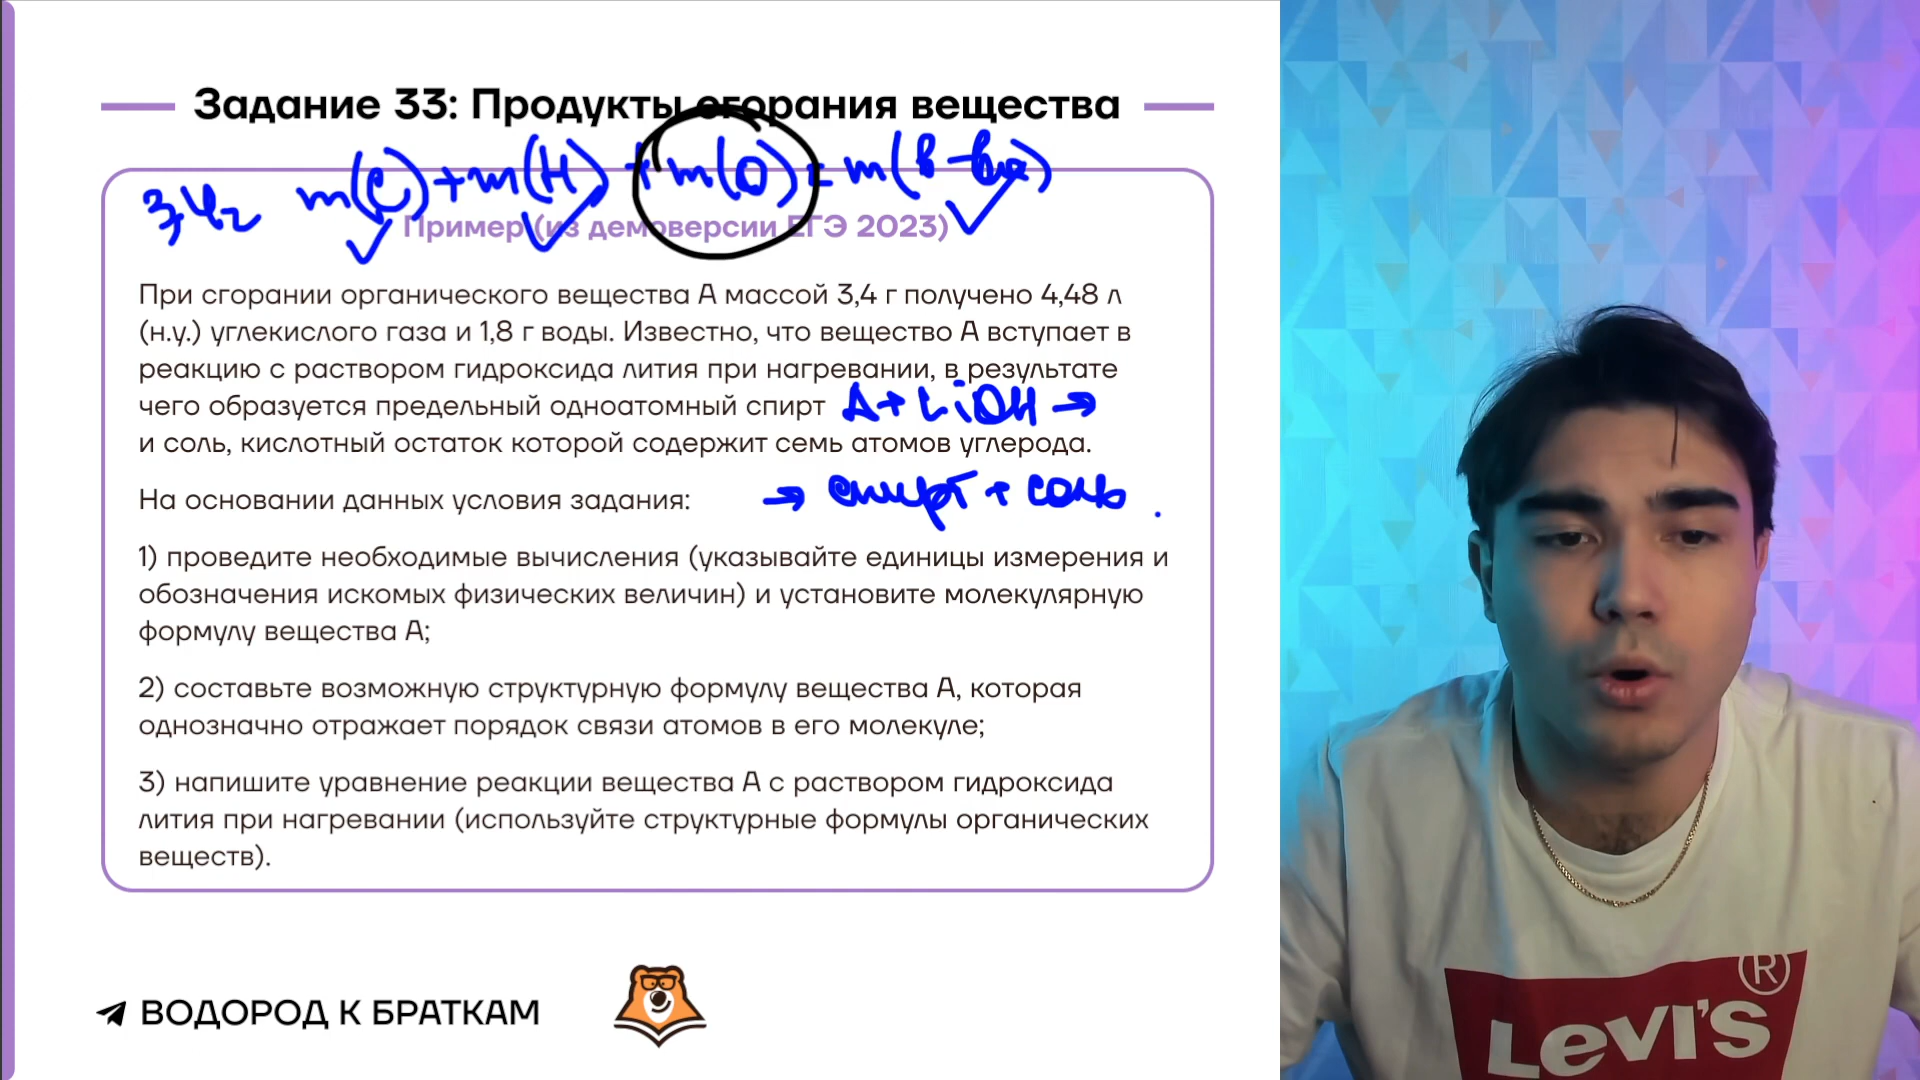 Задание 33: Продукты сгорания вещества
m(C) + m(H) + m(O) = m(в-ва)
Пример (из демоверсии ЕГЭ 2023)
При сгорании органического вещества А массой 3,4 г получено 4,48 л
(н.у.) углекислого газа и 1,8 г воды. Известно, что вещество А вступает в
реакцию с раствором гидроксида лития при нагревании, в результате
чего образуется предельный одноатомный спирт A + LiOH →
и соль, кислотный остаток которой содержит семь атомов углерода.
→ спирт + соль
На основании данных условия задания:
1) проведите необходимые вычисления (указывайте единицы измерения и
обозначения искомых физических величин) и установите молекулярную
формулу вещества А;
2) составьте возможную структурную формулу вещества А, которая
однозначно отражает порядок связи атомов в его молекуле;
3) напишите уравнение реакции вещества А с раствором гидроксида
лития при нагревании (используйте структурные формулы органических
веществ).
ВОДОРОД К БРАТКАМ
LEVI'S ®